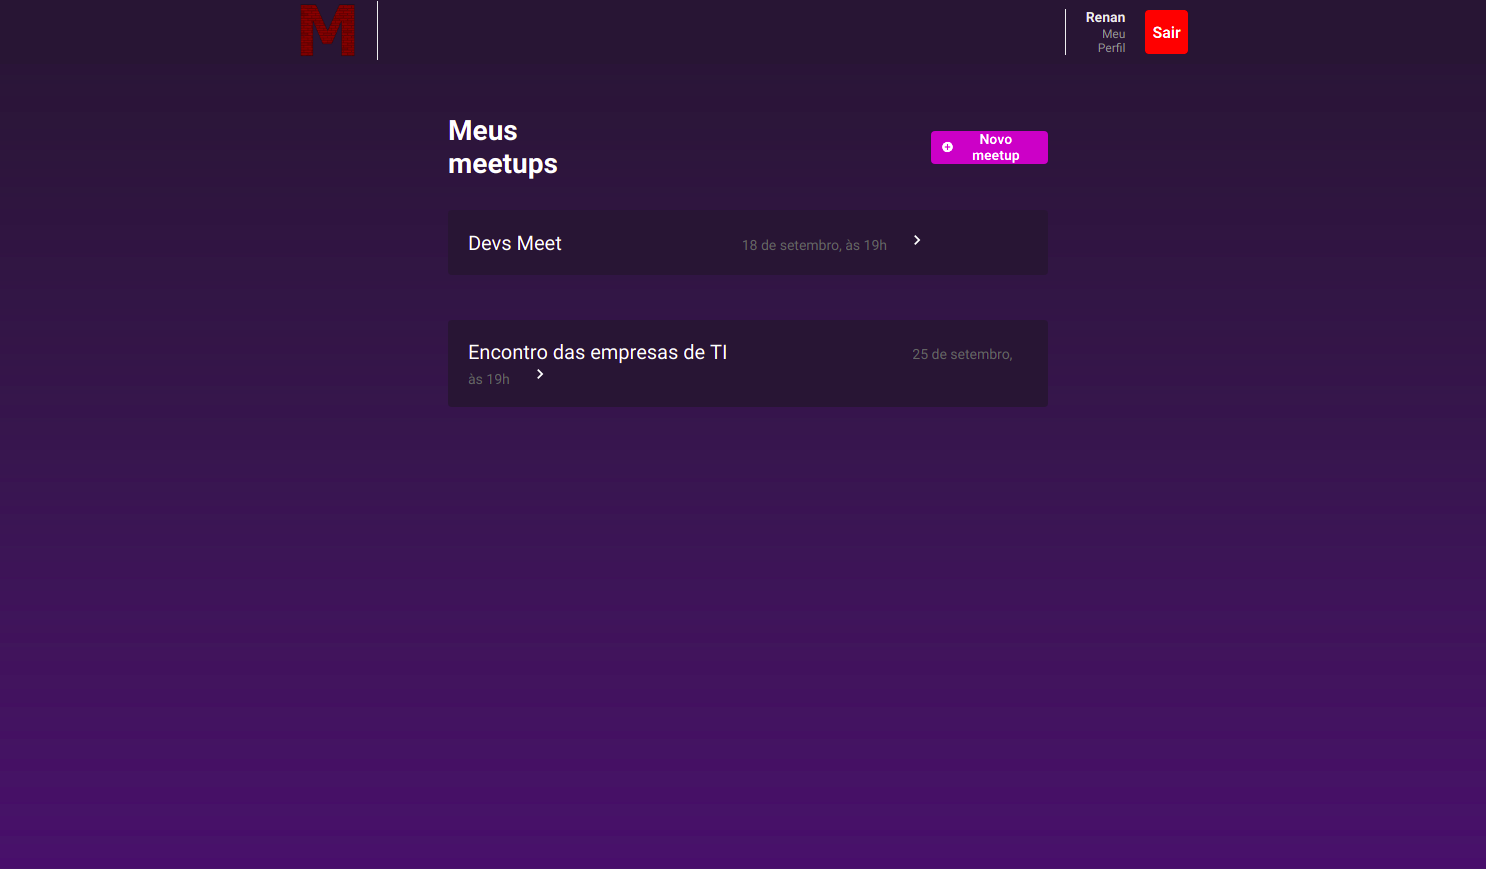 M
Renan
Meu
Perfil
Sair
Meus
meetups
Novo
meetup
Devs Meet 18 de setembro, às 19h
Encontro das empresas de TI 25 de setembro,
às 19h